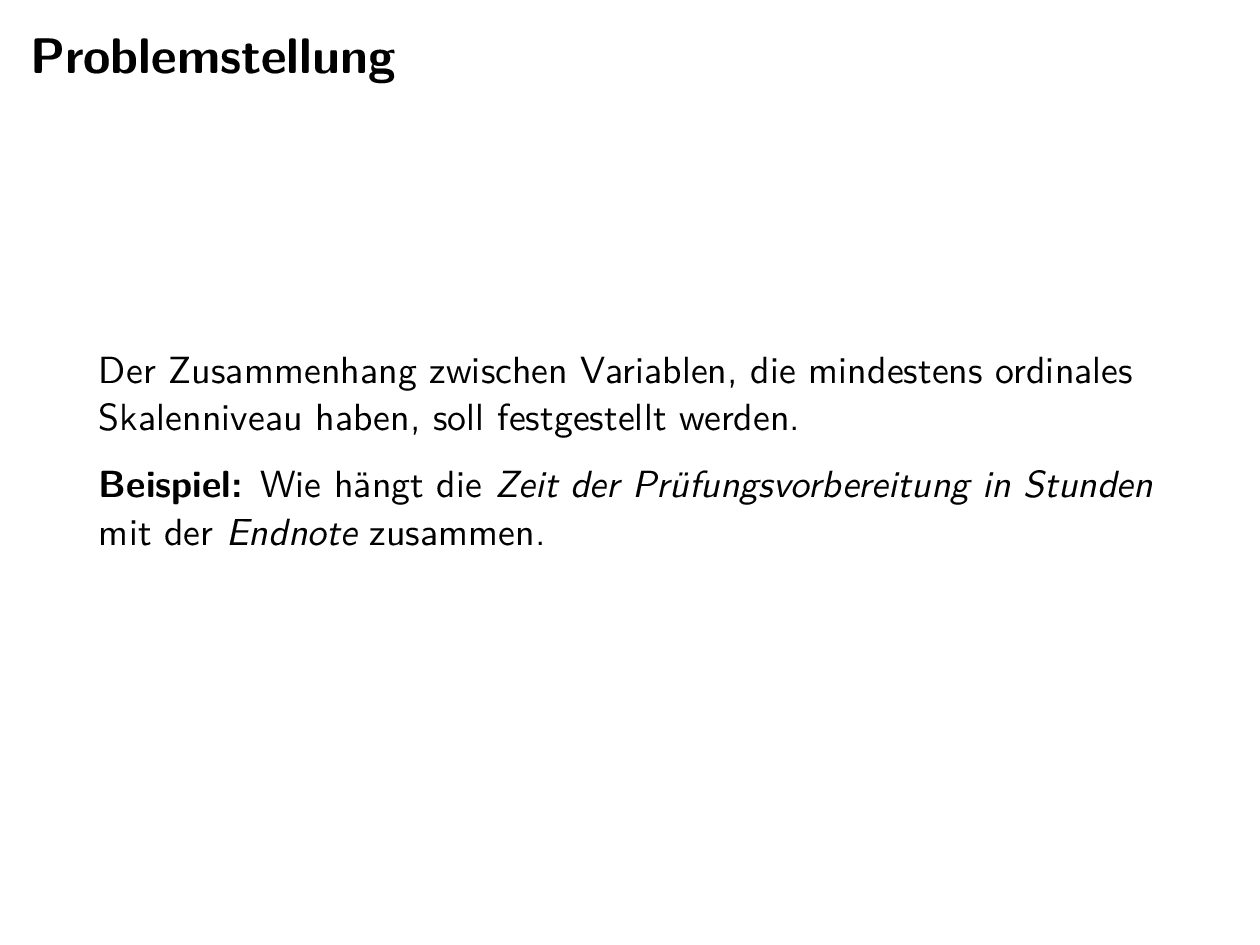 Problemstellung
Der Zusammenhang zwischen Variablen, die mindestens ordinales
Skalenniveau haben, soll festgestellt werden.
Beispiel: Wie hängt die Zeit der Prüfungsvorbereitung in Stunden
mit der Endnote zusammen.